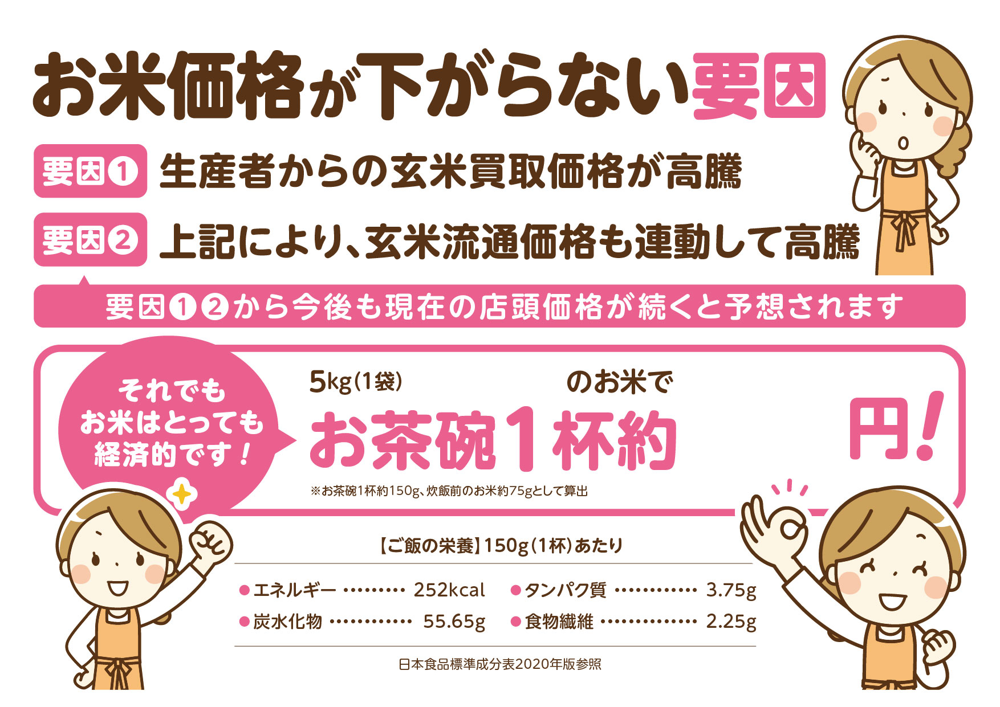 お米価格が下がらない要因
要因❶ 生産者からの玄米買取価格が高騰
要因❷ 上記により、玄米流通価格も連動して高騰
要因❶❷から今後も現在の店頭価格が続くと予想されます
それでも
お米はとっても
経済的です!
5kg(1袋) のお米で
お茶碗1杯約 円!
※お茶碗1杯約150g、炊飯前のお米約75gとして算出
【ご飯の栄養】150g(1杯)あたり
●エネルギー ・・・・・・・・・ 252kcal ●タンパク質 ・・・・・・・・・・・・ 3.75g
●炭水化物 ・・・・・・・・・・・・ 55.65g ●食物繊維 ・・・・・・・・・・・・・・ 2.25g
日本食品標準成分表2020年版参照